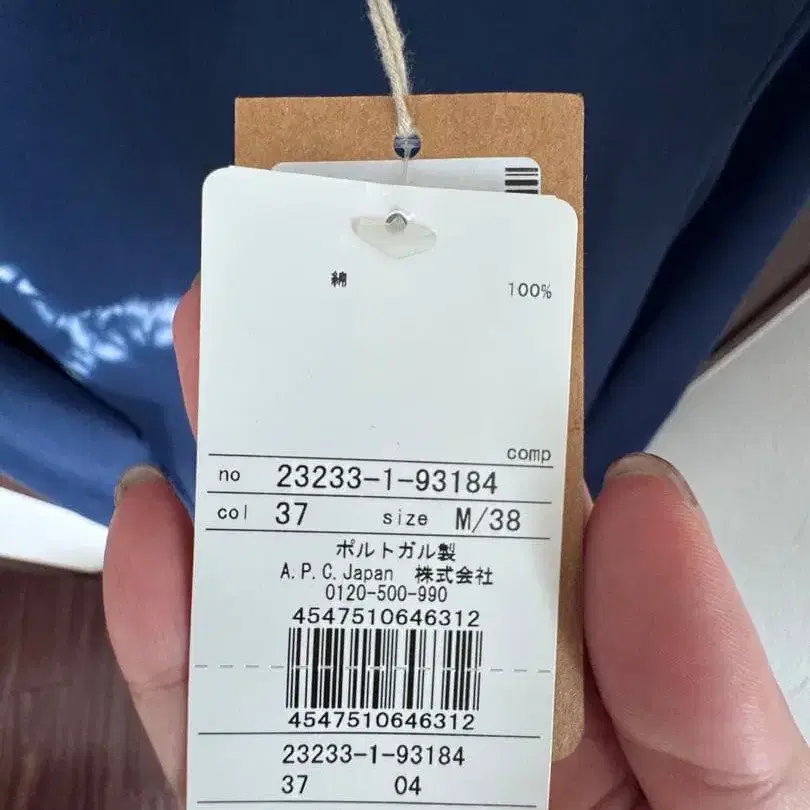 綿 100%
comp
no 23233-1-93184
col 37 size M/38
ポルトガル製
A.P.C.Japan 株式会社
0120-500-990
4547510646312
4547510646312
23233-1-93184
37 04